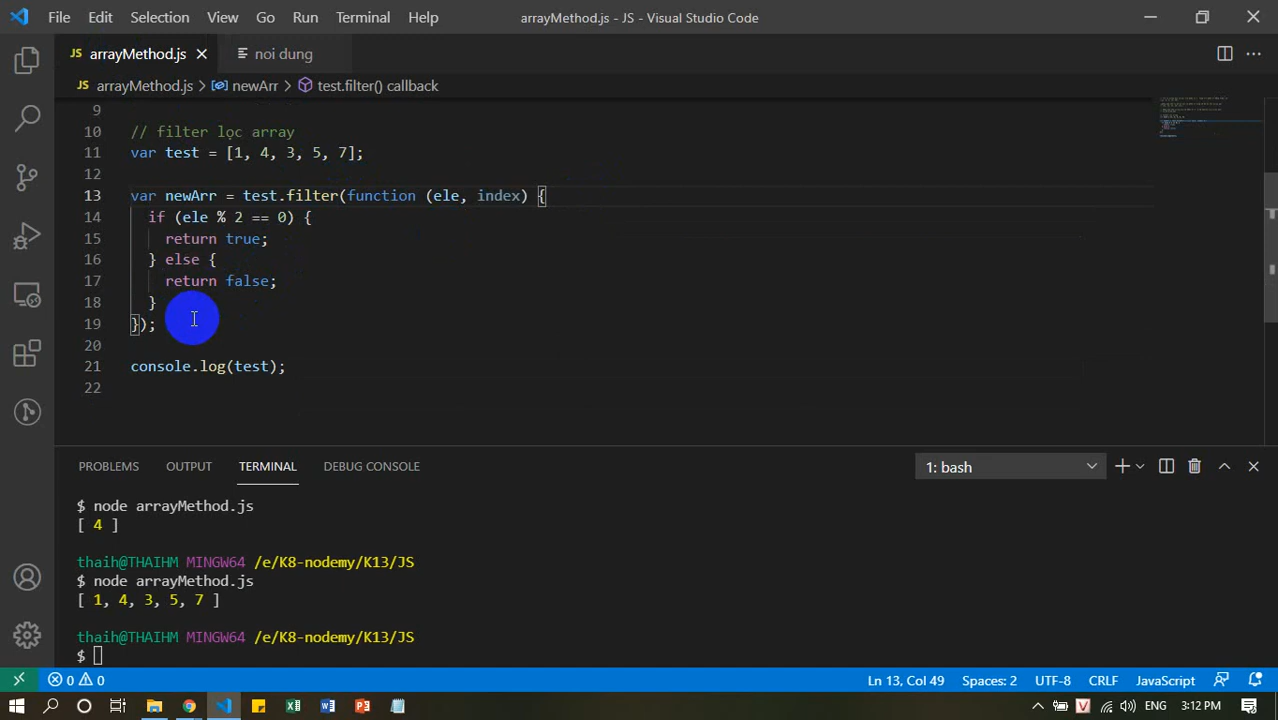 File Edit Selection View Go Run Terminal Help arrayMethod.js - JS - Visual Studio Code
JS arrayMethod.js noi dung
JS arrayMethod.js > newArr > test.filter() callback
9
10 // filter lọc array
11 var test = [1, 4, 3, 5, 7];
12
13 var newArr = test.filter(function (ele, index) {
14 if (ele % 2 == 0) {
15 return true;
16 } else {
17 return false;
18 }
19 });
20
21 console.log(test);
22
PROBLEMS OUTPUT TERMINAL DEBUG CONSOLE 1: bash
$ node arrayMethod.js
[ 4 ]
thaih@THAIHM MINGW64 /e/K8-nodemy/K13/JS
$ node arrayMethod.js
[ 1, 4, 3, 5, 7 ]
thaih@THAIHM MINGW64 /e/K8-nodemy/K13/JS
$
0 0 Ln 13, Col 49 Spaces: 2 UTF-8 CRLF JavaScript
ENG 3:12 PM